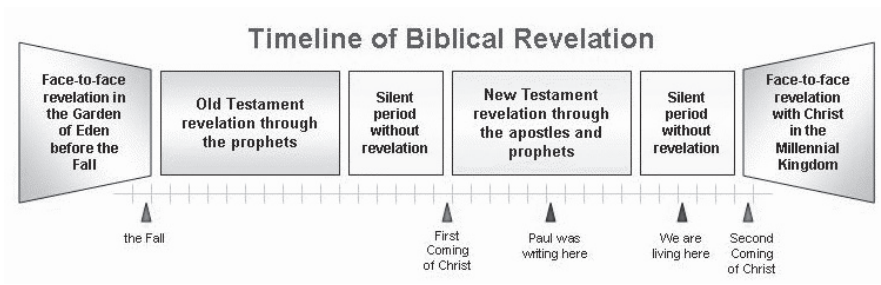 Timeline of Biblical Revelation
Face-to-face
revelation in
the Garden
of Eden
before the
Fall
Old Testament
revelation through
the prophets
Silent
period
without
revelation
New Testament
revelation through
the apostles and
prophets
Silent
period
without
revelation
Face-to-face
revelation
with Christ
in the
Millennial
Kingdom
the Fall
First
Coming
of Christ
Paul was
writing here
We are
living here
Second
Coming
of Christ